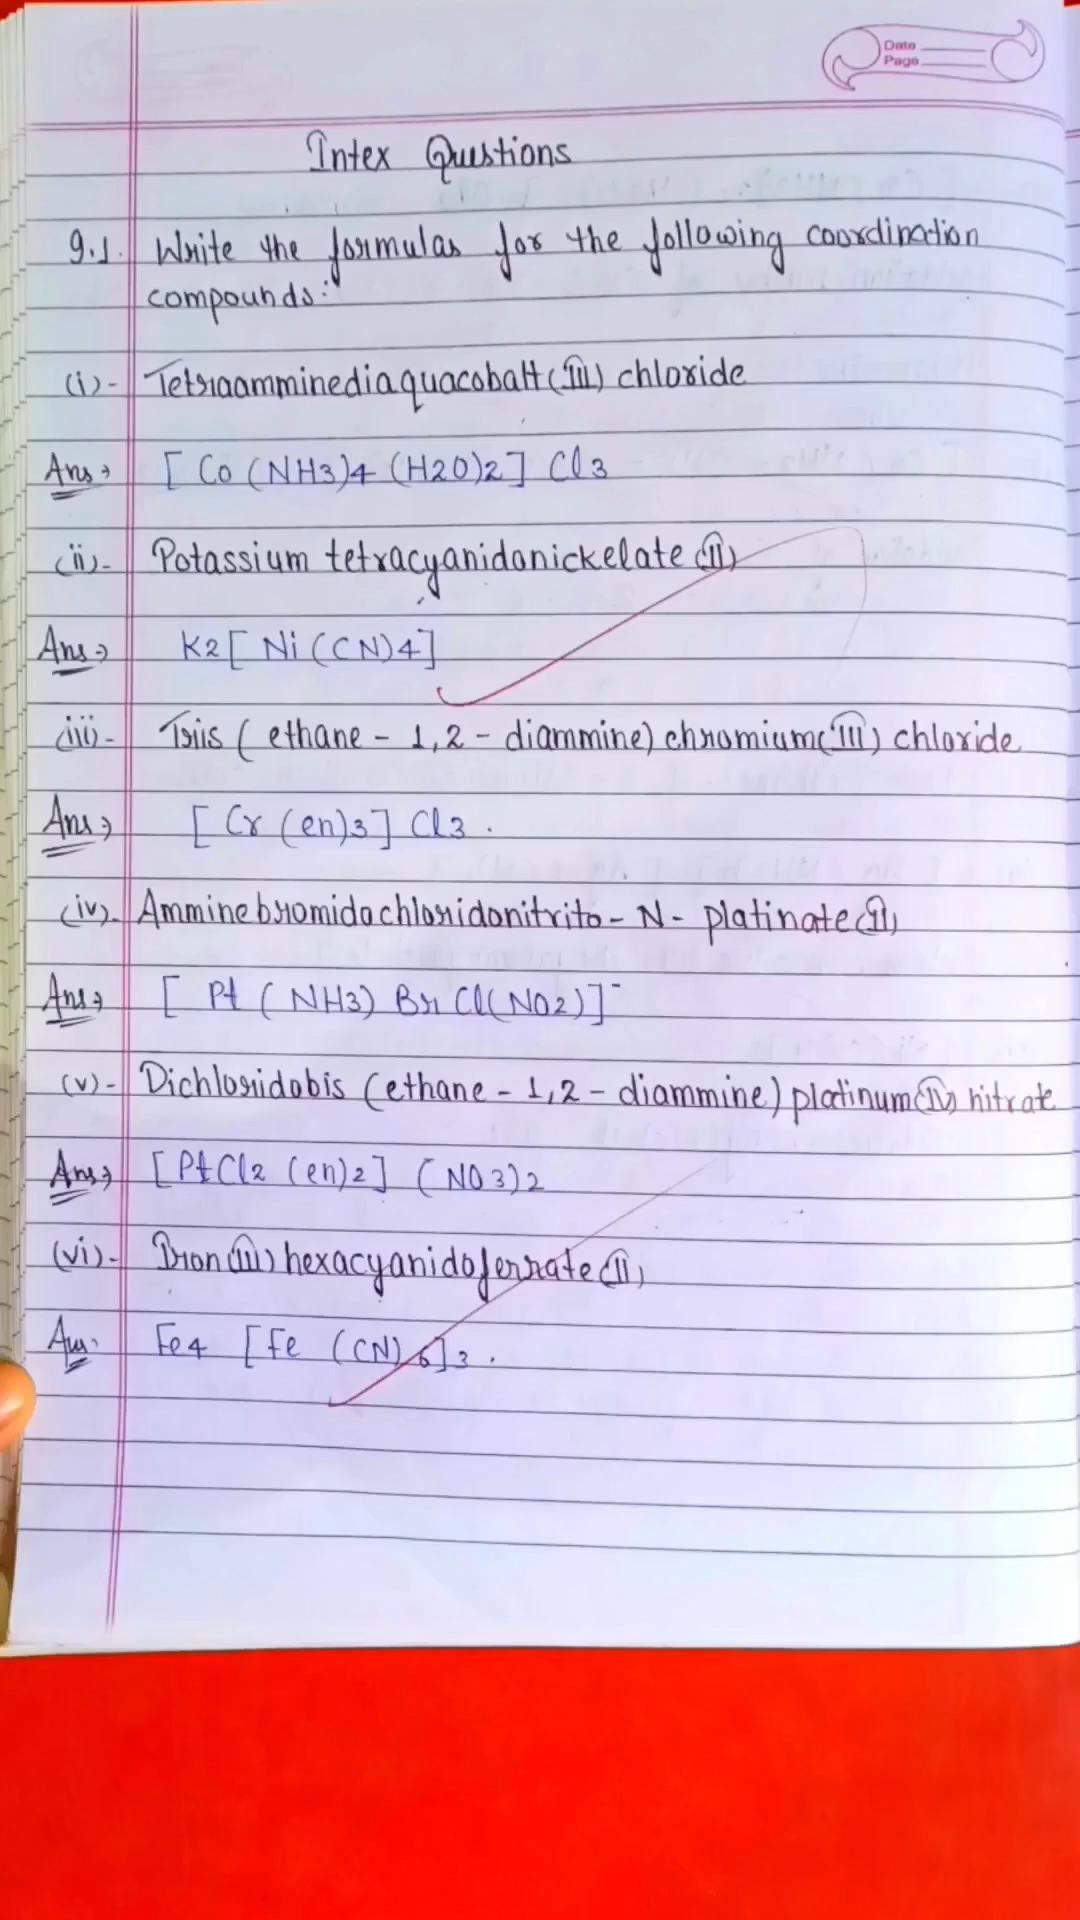 Date
Page
Intex Questions
9.1. Write the formulas for the following coordination
compounds:
(i)- Tetraamminediaquacobalt(III) chloride
Ans→ [Co(NH3)4(H2O)2]Cl3
(ii)- Potassium tetracyanidonickelate(II)
Ans→ K2[Ni(CN)4]
(iii)- Tris(ethane-1,2-diammine)chromium(III) chloride
Ans→ [Cr(en)3]Cl3.
(iv)- Amminebromidochloridonitrito-N-platinate(II)
Ans→ [Pt(NH3)BrCl(NO2)]⁻
(v)- Dichloridobis(ethane-1,2-diammine)platinum(IV) nitrate
Ans→ [PtCl2(en)2](NO3)2
(vi)- Iron(III)hexacyanidoferrate(II)
Ans. Fe4[Fe(CN)6]3.